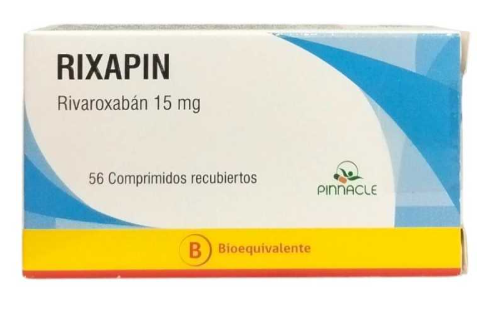 RIXAPIN
Rivaroxabán 15 mg
56 Comprimidos recubiertos
PINNACLE
B Bioequivalente